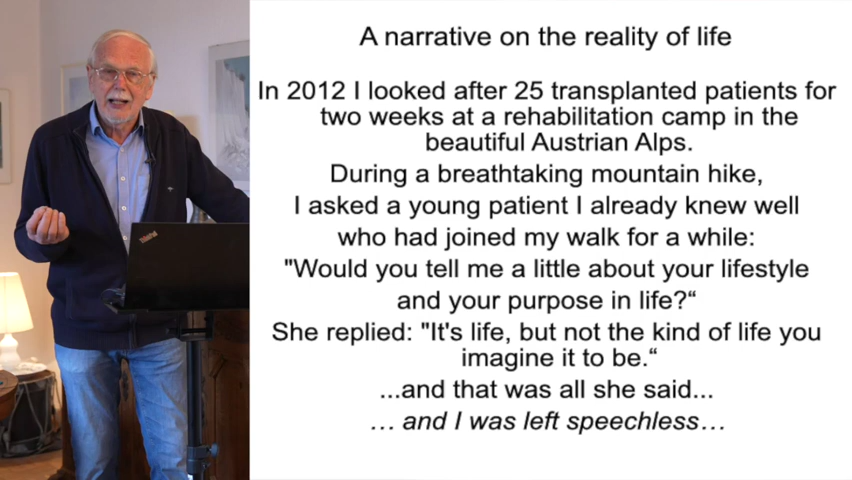 A narrative on the reality of life
In 2012 I looked after 25 transplanted patients for
two weeks at a rehabilitation camp in the
beautiful Austrian Alps.
During a breathtaking mountain hike,
I asked a young patient I already knew well
who had joined my walk for a while:
"Would you tell me a little about your lifestyle
and your purpose in life?“
She replied: "It's life, but not the kind of life you
imagine it to be.“
...and that was all she said...
… and I was left speechless…
ThinkPad